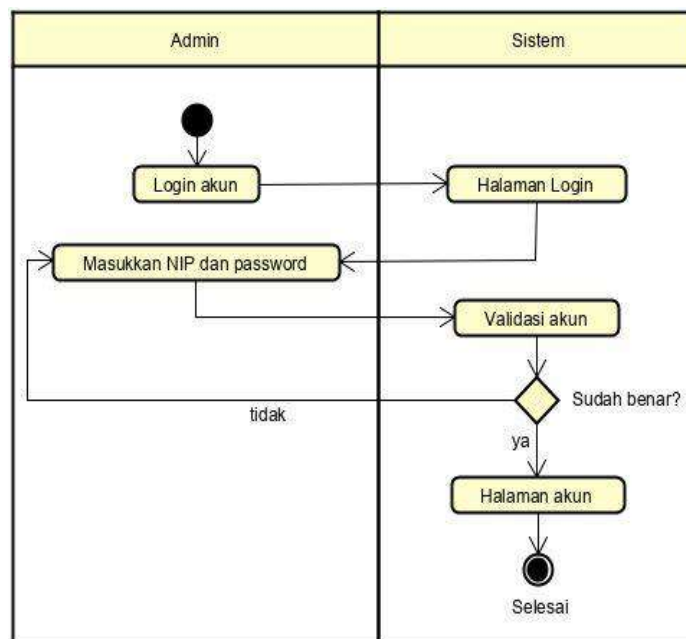 Admin
Sistem
Login akun
Halaman Login
Masukkan NIP dan password
Validasi akun
Sudah benar?
tidak
ya
Halaman akun
Selesai